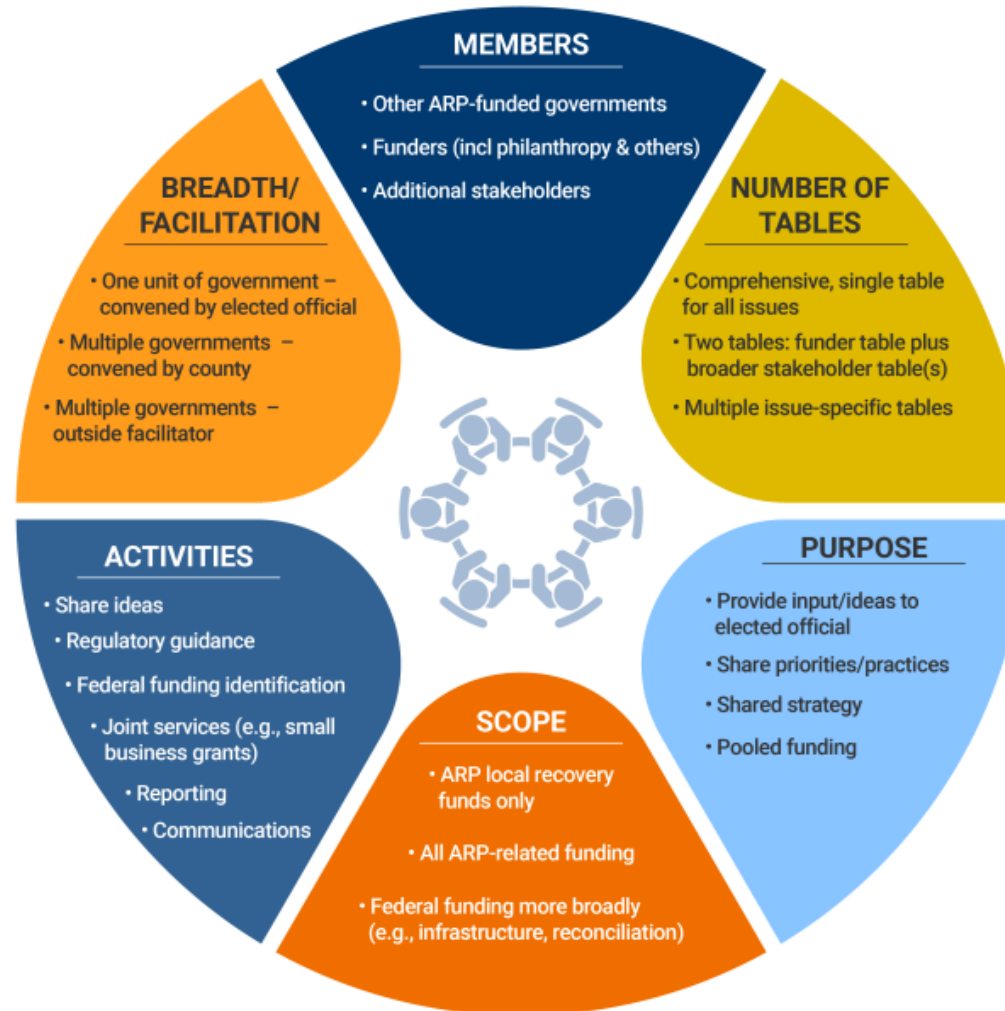 MEMBERS
• Other ARP-funded governments
• Funders (incl philanthropy & others)
• Additional stakeholders
NUMBER OF
TABLES
• Comprehensive, single table
for all issues
• Two tables: funder table plus
broader stakeholder table(s)
• Multiple issue-specific tables
PURPOSE
• Provide input/ideas to
elected official
• Share priorities/practices
• Shared strategy
• Pooled funding
SCOPE
• ARP local recovery
funds only
• All ARP-related funding
• Federal funding more broadly
(e.g., infrastructure, reconciliation)
ACTIVITIES
• Share ideas
• Regulatory guidance
• Federal funding identification
• Joint services (e.g., small
business grants)
• Reporting
• Communications
BREADTH/
FACILITATION
• One unit of government –
convened by elected official
• Multiple governments –
convened by county
• Multiple governments –
outside facilitator